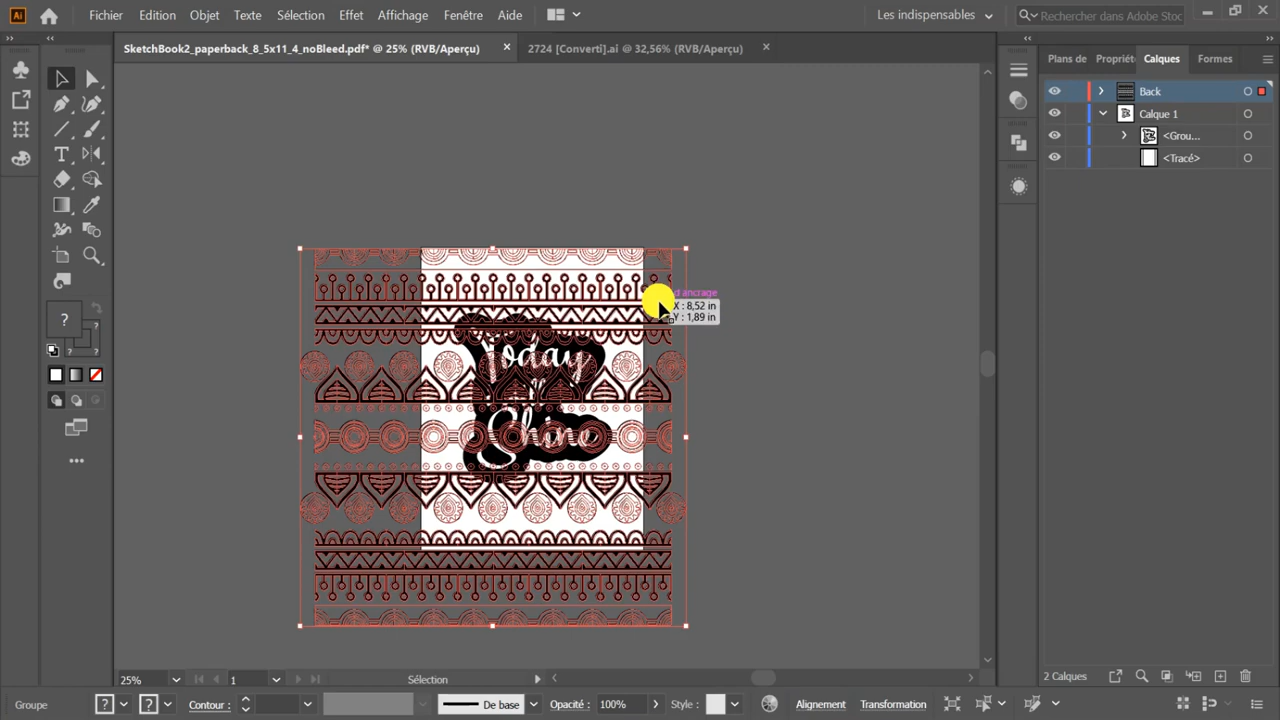 Ai Fichier Edition Objet Texte Sélection Effet Affichage Fenêtre Aide Les indispensables Rechercher dans Adobe Stoc
SketchBook2_paperback_8_5x11_4_noBleed.pdf* @ 25% (RVB/Aperçu) × 2724 [Converti].ai @ 32,56% (RVB/Aperçu) ×
Plans de Propriété Calques Formes
Back
Calque 1
<Grou...
<Tracé>
d'ancrage
X : 8,52 in
Y : 1,89 in
Today
Shine
? ?
?
25% 1 Sélection
2 Calques
Groupe ? ? Contour : De base Opacité : 100% Style : Alignement Transformation